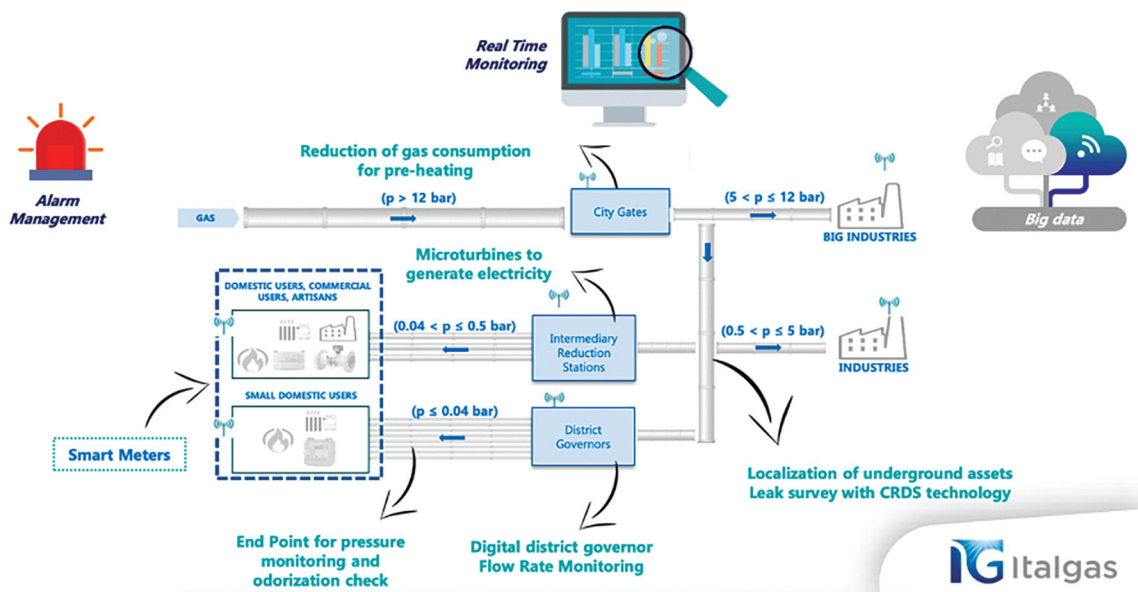 Real Time
Monitoring
Alarm
Management
Big data
Reduction of gas consumption
for pre-heating
GAS
(p > 12 bar)
City Gates
(5 < p ≤ 12 bar)
BIG INDUSTRIES
Microturbines to
generate electricity
DOMESTIC USERS, COMMERCIAL
USERS, ARTISANS
(0.04 < p ≤ 0.5 bar)
Intermediary
Reduction
Stations
(0.5 < p ≤ 5 bar)
INDUSTRIES
SMALL DOMESTIC USERS
(p ≤ 0.04 bar)
District
Governors
Smart Meters
Localization of underground assets
Leak survey with CRDS technology
End Point for pressure
monitoring and
odorization check
Digital district governor
Flow Rate Monitoring
IG Italgas